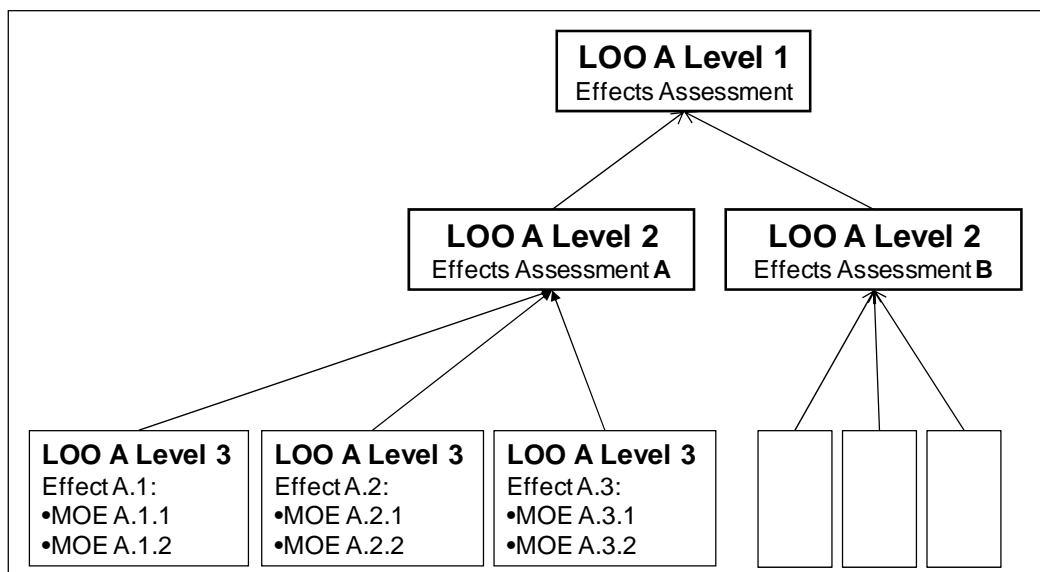 LOO A Level 1
Effects Assessment
LOO A Level 2
Effects Assessment A
LOO A Level 2
Effects Assessment B
LOO A Level 3
Effect A.1:
•MOE A.1.1
•MOE A.1.2
LOO A Level 3
Effect A.2:
•MOE A.2.1
•MOE A.2.2
LOO A Level 3
Effect A.3:
•MOE A.3.1
•MOE A.3.2